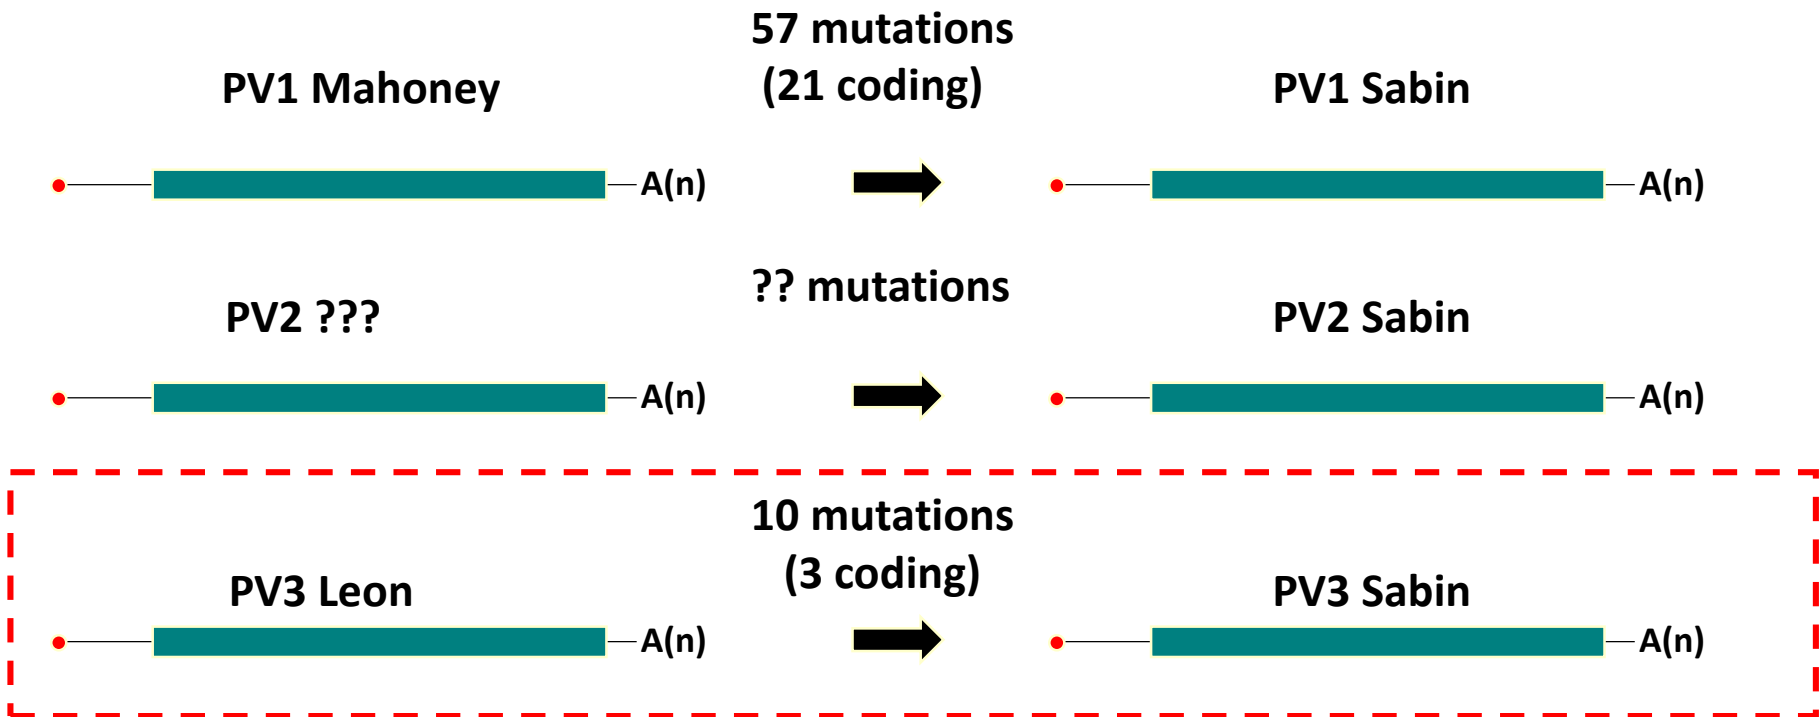 57 mutations
(21 coding)
PV1 Mahoney
PV1 Sabin
A(n)
A(n)
?? mutations
PV2 ???
PV2 Sabin
A(n)
A(n)
10 mutations
(3 coding)
PV3 Leon
PV3 Sabin
A(n)
A(n)